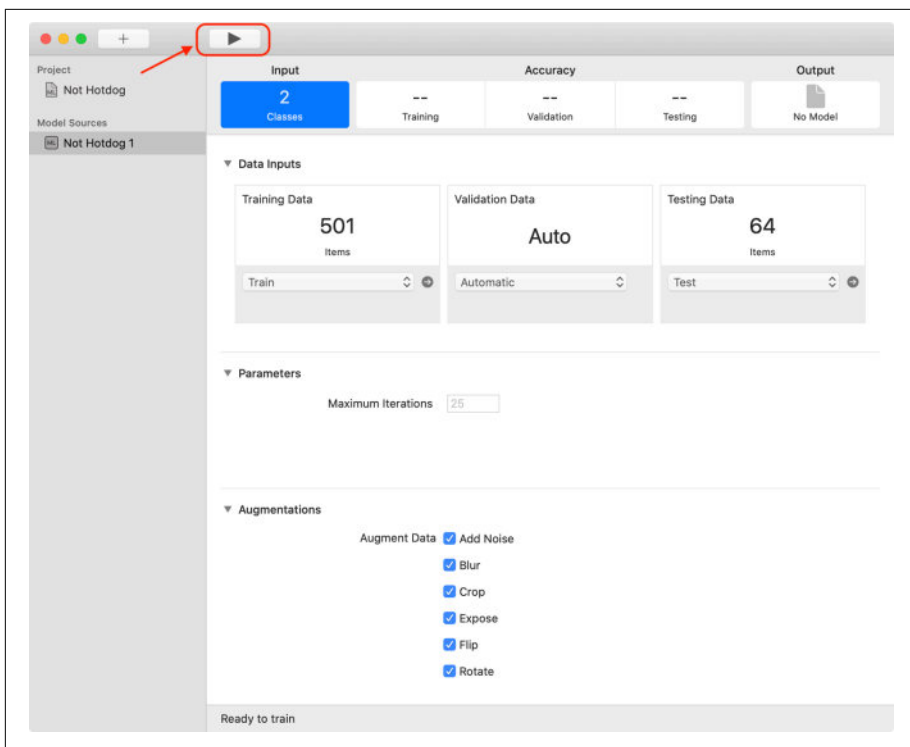 +
Project
Not Hotdog
Model Sources
ML Not Hotdog 1
Input Accuracy Output
2 -- -- --
Classes Training Validation Testing No Model
Data Inputs
Training Data Validation Data Testing Data
501 Auto 64
Items Items
Train Automatic Test
Parameters
Maximum Iterations 25
Augmentations
Augment Data Add Noise
Blur
Crop
Expose
Flip
Rotate
Ready to train